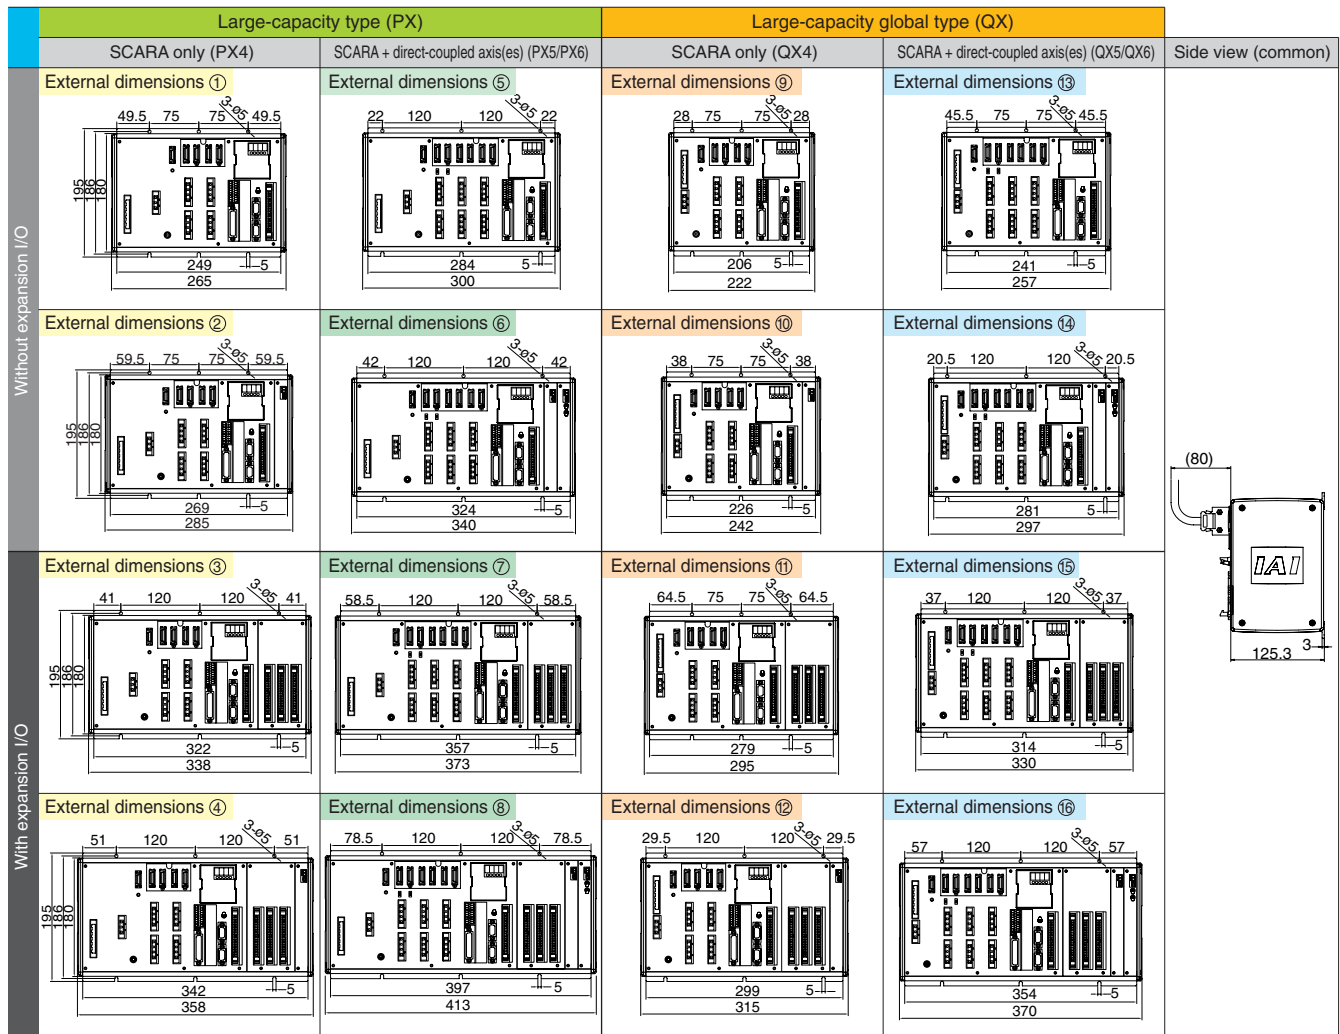 Large-capacity type (PX)
Large-capacity global type (QX)
SCARA only (PX4)
SCARA + direct-coupled axis(es) (PX5/PX6)
SCARA only (QX4)
SCARA + direct-coupled axis(es) (QX5/QX6)
Side view (common)
Without expansion I/O
External dimensions ①
3-ø5
49.5 75 75 49.5
195
186
180
249 5
265
External dimensions ⑤
3-ø5
22 120 120 22
284 5
300
External dimensions ⑨
3-ø5
28 75 75 28
206 5
222
External dimensions ⑬
3-ø5
45.5 75 75 45.5
241 5
257
External dimensions ②
3-ø5
59.5 75 75 59.5
195
186
180
269 5
285
External dimensions ⑥
3-ø5
42 120 120 42
324 5
340
External dimensions ⑩
3-ø5
38 75 75 38
226 5
242
External dimensions ⑭
3-ø5
20.5 120 120 20.5
281 5
297
With expansion I/O
External dimensions ③
3-ø5
41 120 120 41
195
186
180
322 5
338
External dimensions ⑦
3-ø5
58.5 120 120 58.5
357 5
373
External dimensions ⑪
3-ø5
64.5 75 75 64.5
279 5
295
External dimensions ⑮
3-ø5
37 120 120 37
314 5
330
External dimensions ④
3-ø5
51 120 120 51
195
186
180
342 5
358
External dimensions ⑧
3-ø5
78.5 120 120 78.5
397 5
413
External dimensions ⑫
3-ø5
29.5 120 120 29.5
299 5
315
External dimensions ⑯
3-ø5
57 120 120 57
354 5
370
(80)
IAI
3
125.3